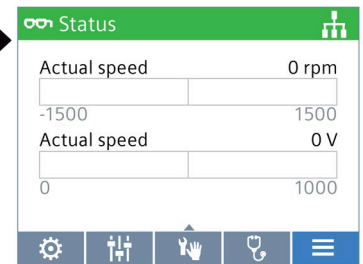 Status
Actual speed 0 rpm
-1500 1500
Actual speed 0 V
0 1000